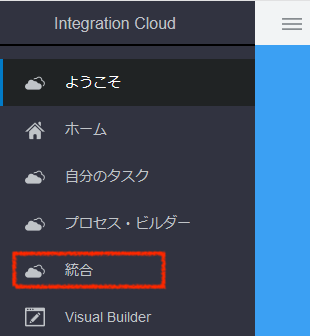 Integration Cloud
ようこそ
ホーム
自分のタスク
プロセス・ビルダー
統合
Visual Builder